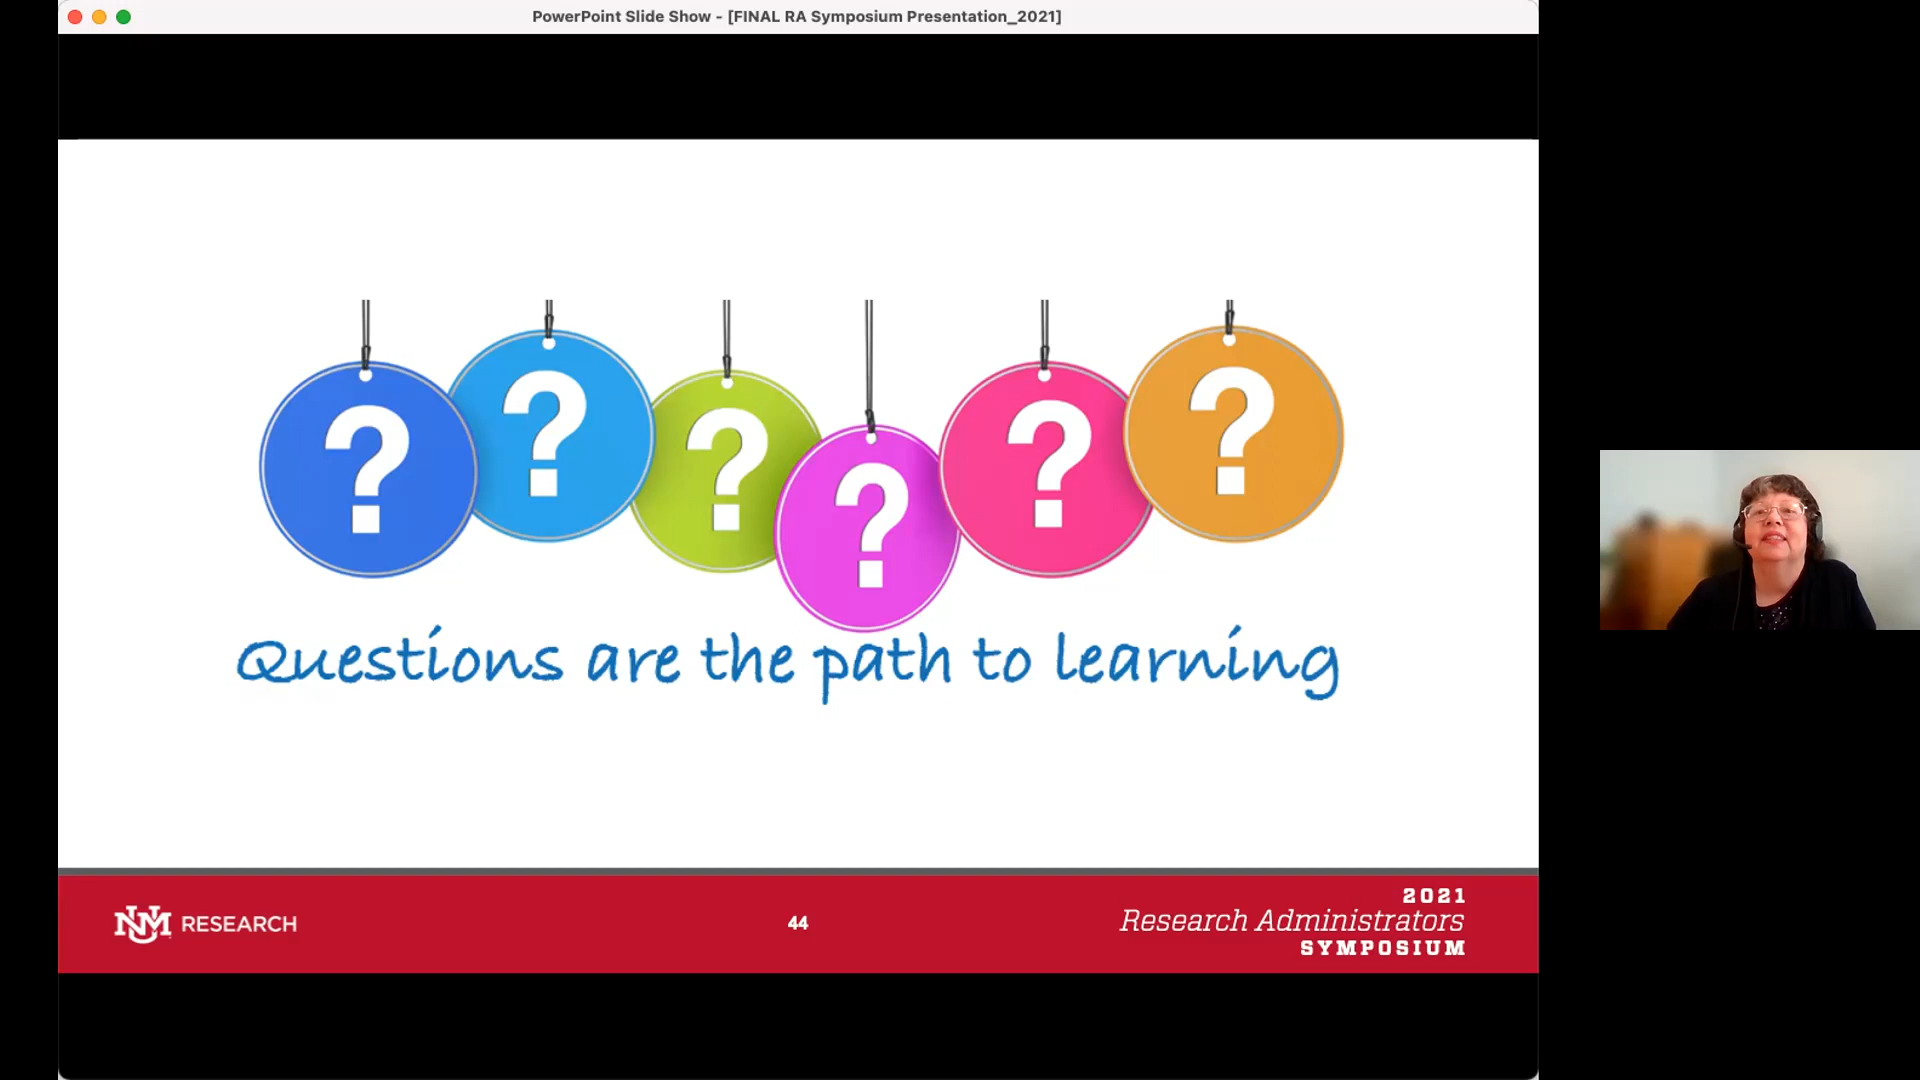 PowerPoint Slide Show - [FINAL RA Symposium Presentation_2021]
? ? ? ? ? ?
Questions are the path to learning
UNM RESEARCH
44
2021
Research Administrators
SYMPOSIUM